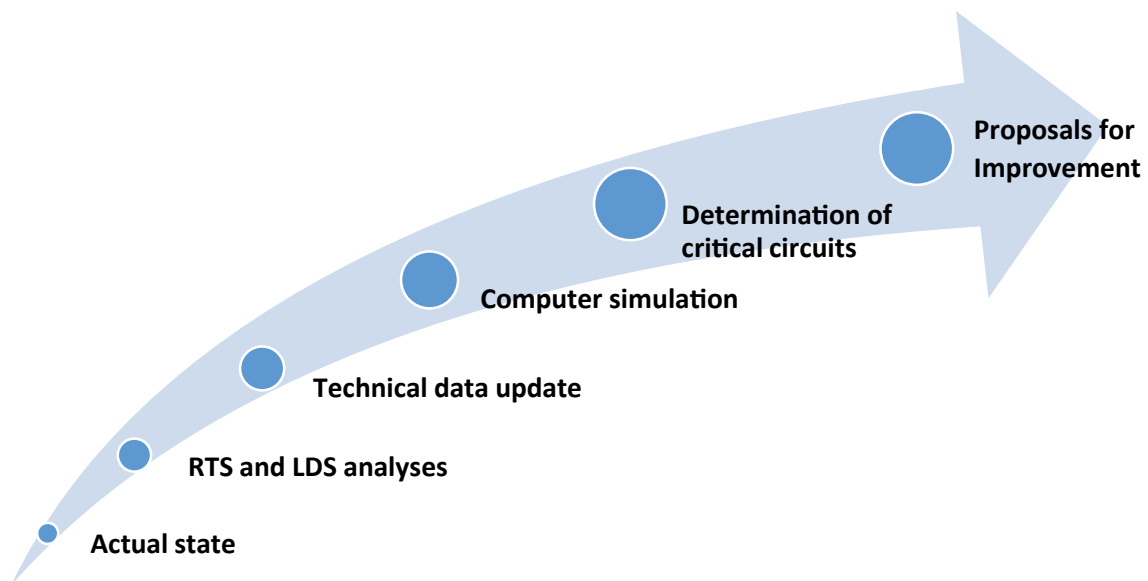 Proposals for
Improvement
Determination of
critical circuits
Computer simulation
Technical data update
RTS and LDS analyses
Actual state